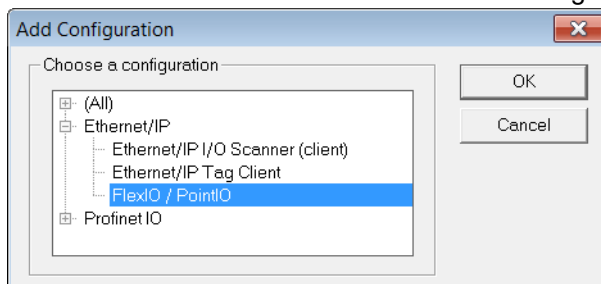 Add Configuration
Choose a configuration
OK
(All)
Ethernet/IP
Cancel
Ethernet/IP I/O Scanner (client)
Ethernet/IP Tag Client
FlexIO / PointIO
Profinet IO